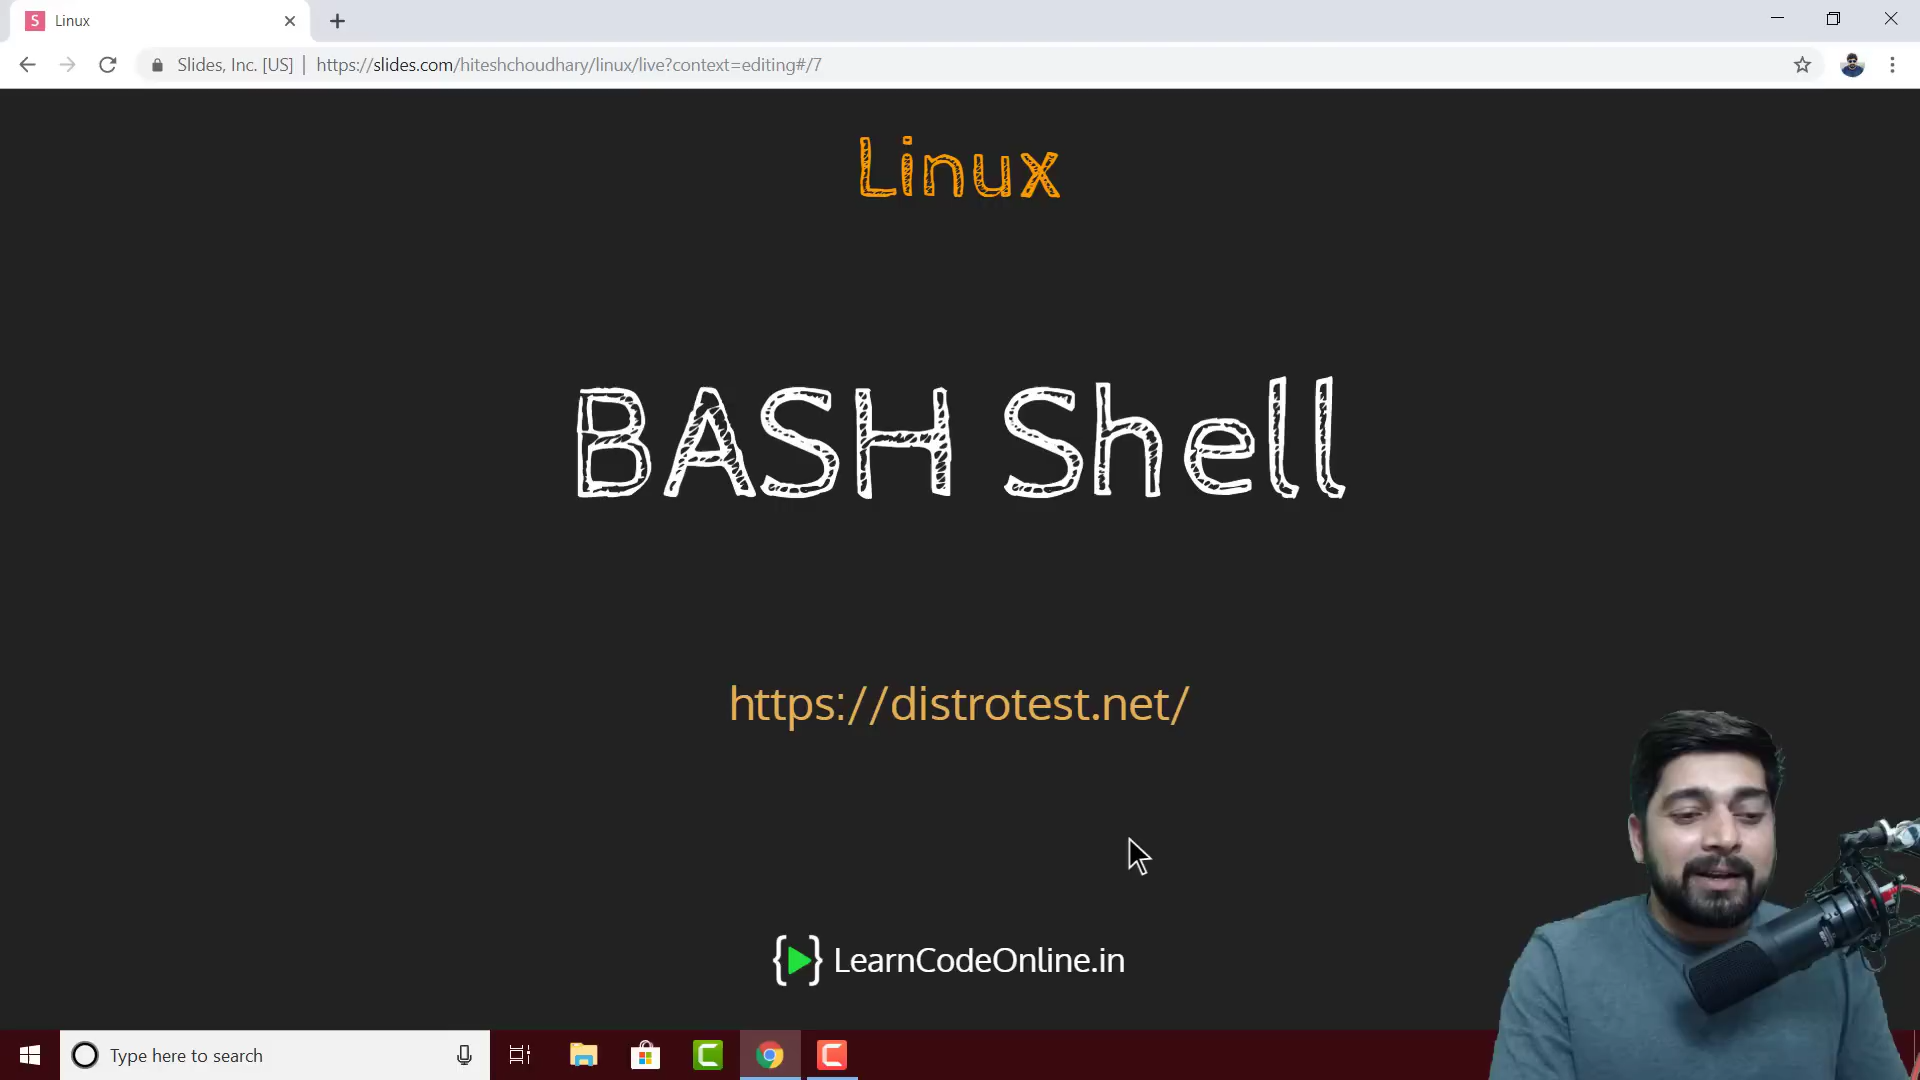 S Linux
Slides, Inc. [US] | https://slides.com/hiteshchoudhary/linux/live?context=editing#/7
Linux
BASH Shell
https://distrotest.net/
{▶} LearnCodeOnline.in
Type here to search